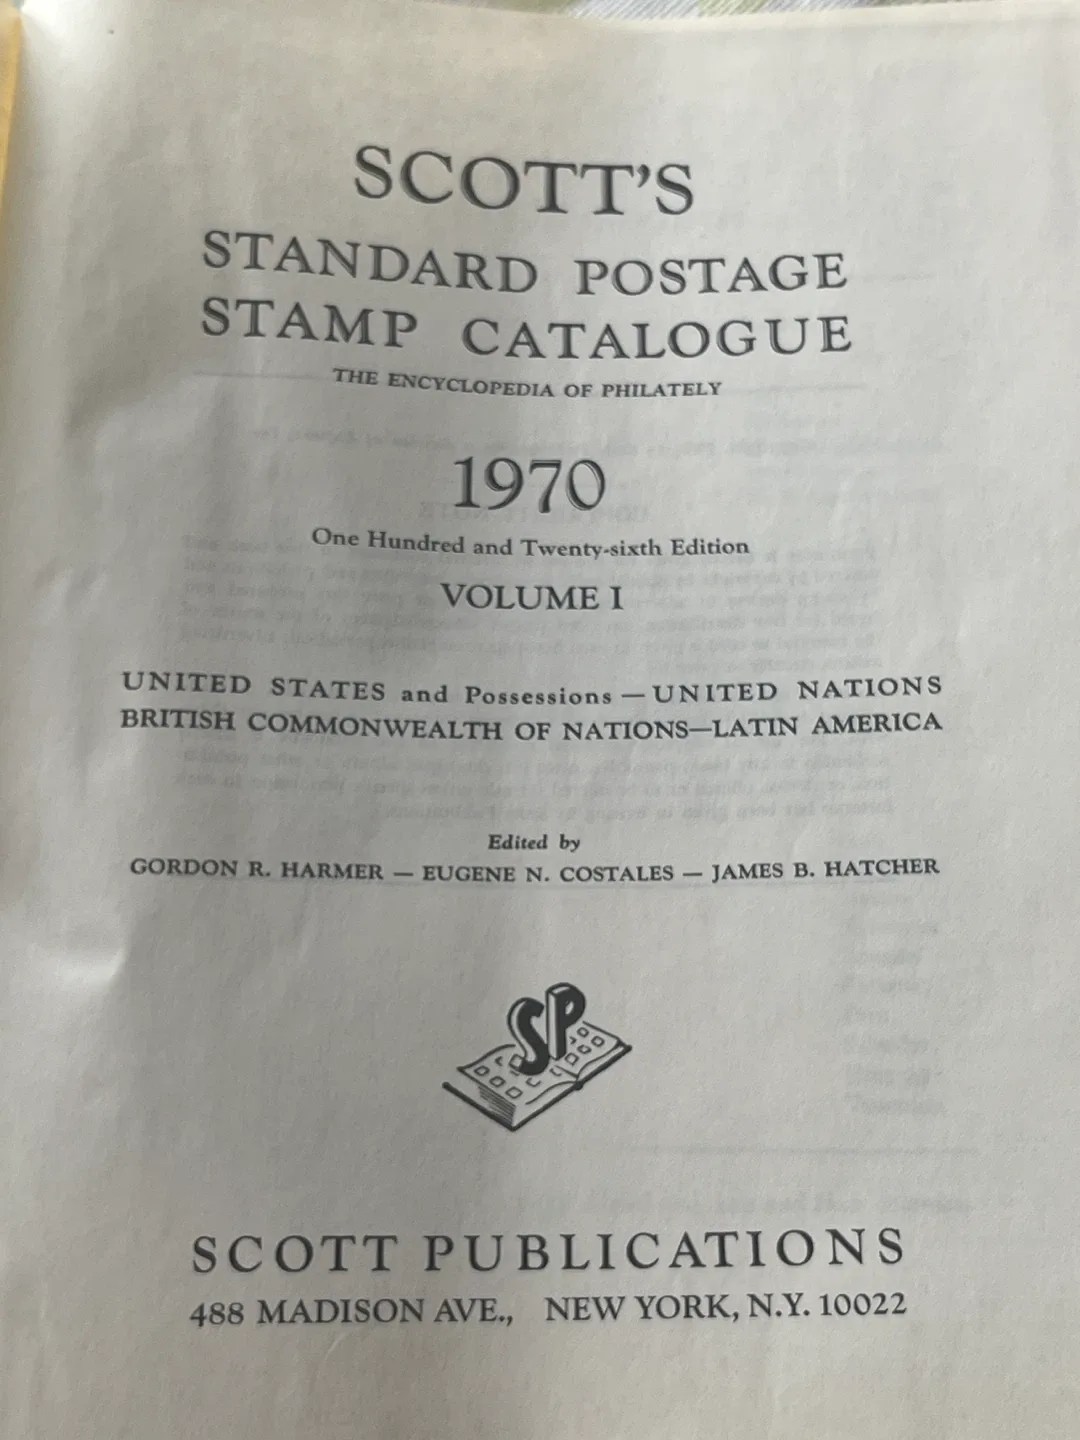 SCOTT'S
STANDARD POSTAGE
STAMP CATALOGUE
THE ENCYCLOPEDIA OF PHILATELY
1970
One Hundred and Twenty-sixth Edition
VOLUME I
UNITED STATES and Possessions — UNITED NATIONS
BRITISH COMMONWEALTH OF NATIONS—LATIN AMERICA
Edited by
GORDON R. HARMER — EUGENE N. COSTALES — JAMES B. HATCHER
SP
SCOTT PUBLICATIONS
488 MADISON AVE., NEW YORK, N.Y. 10022